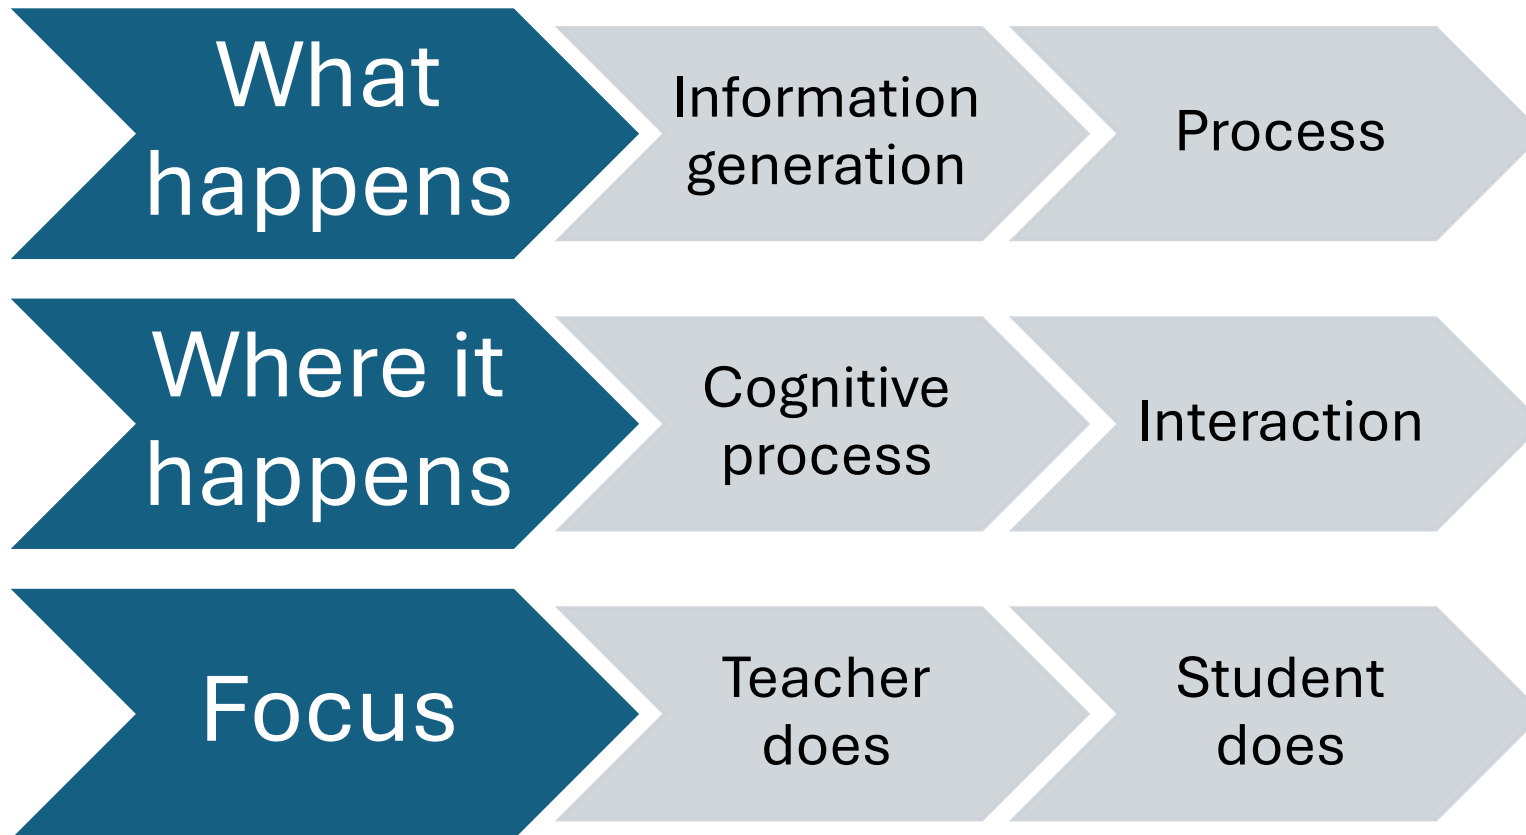 What
happens
Information
generation
Process
Where it
happens
Cognitive
process
Interaction
Focus
Teacher
does
Student
does